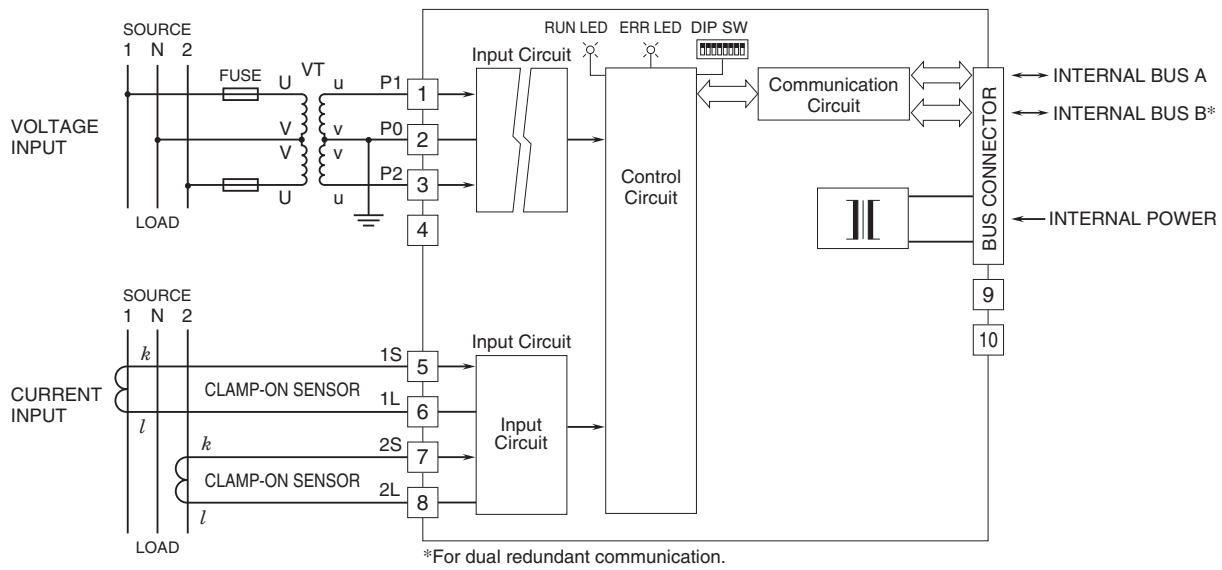 VOLTAGE
INPUT
SOURCE
1 N 2
FUSE
U
VT
u
P1
1
V
v
P0
2
V
v
U
u
P2
3
4
LOAD
Input Circuit
RUN LED
ERR LED
DIP SW
Control
Circuit
Communication
Circuit
BUS CONNECTOR
INTERNAL BUS A
INTERNAL BUS B*
INTERNAL POWER
9
10
CURRENT
INPUT
SOURCE
1 N 2
k
CLAMP-ON SENSOR
l
1S
5
1L
6
k
CLAMP-ON SENSOR
l
2S
7
2L
8
LOAD
Input Circuit
Input
Circuit
*For dual redundant communication.